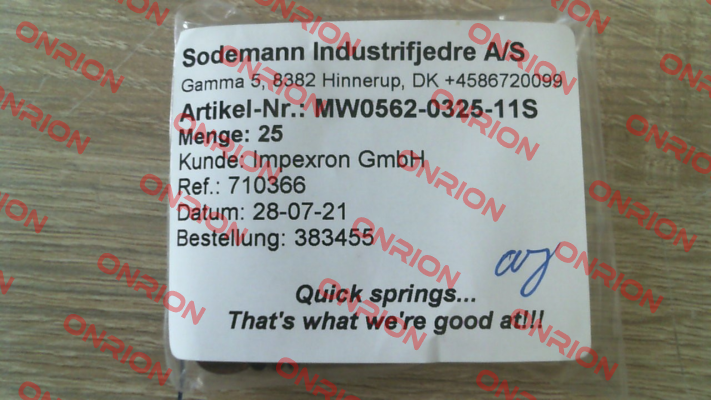 Sodemann Industrifjedre A/S
Gamma 5, 8382 Hinnerup, DK +4586720099
Artikel-Nr.: MW0562-0325-11S
Menge: 25
Kunde: Impexron GmbH
Ref.: 710366
Datum: 28-07-21
Bestellung: 383455
Quick springs...
That's what we're good at!!!
ONRION